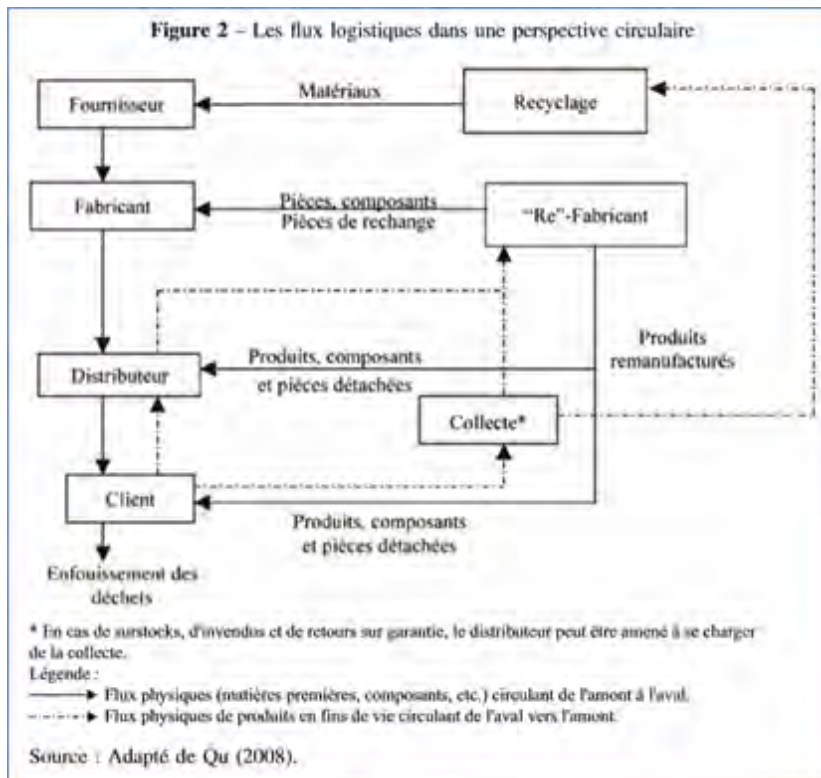 Figure 2 – Les flux logistiques dans une perspective circulaire
Fournisseur
Matériaux
Recyclage
Fabricant
Pièces, composants
Pièces de rechange
"Re"-Fabricant
Produits
remanufacturés
Distributeur
Produits, composants
et pièces détachées
Collecte*
Client
Produits, composants
et pièces détachées
Enfouissement des
déchets
* En cas de surstocks, d'invendus et de retours sur garantie, le distributeur peut être amené à se charger
de la collecte.
Légende :
Flux physiques (matières premières, composants, etc.) circulant de l'amont à l'aval.
Flux physiques de produits en fins de vie circulant de l'aval vers l'amont.
Source : Adapté de Qu (2008).